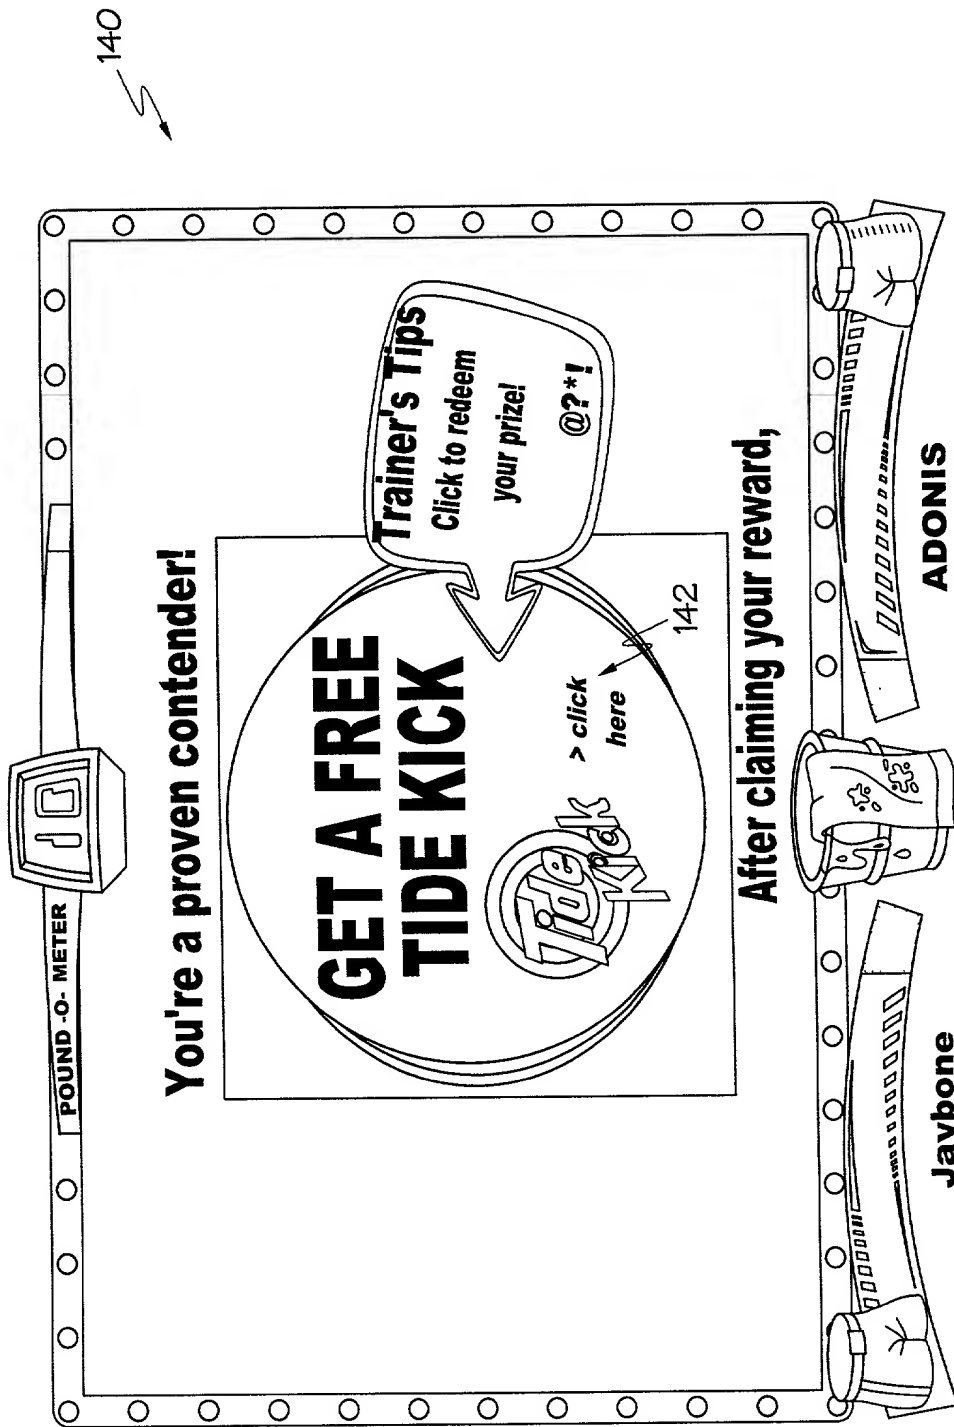 140
POUND -O- METER
You're a proven contender!
GET A FREE
TIDE KICK
Tide
Kick
> click
here
142
Trainer's Tips
Click to redeem
your prize!
@?*!
After claiming your reward,
Jaybone
ADONIS